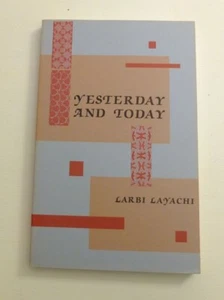 YESTERDAY
AND TODAY
LARBI LAYACHI